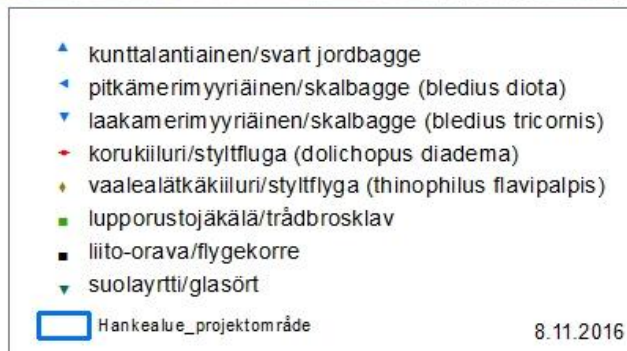 kunttalantiainen/svart jordbagge
pitkämerimyyriäinen/skalbagge (bledius diota)
laakamerimyyriäinen/skalbagge (bledius tricornis)
korukiiluri/styltfluga (dolichopus diadema)
vaalealätkäkiiluri/styltflyga (thinophilus flavipalpis)
lupporustojäkälä/trådbrosklav
liito-orava/flygekorre
suolayrtti/glasört
Hankealue_projektområde
8.11.2016